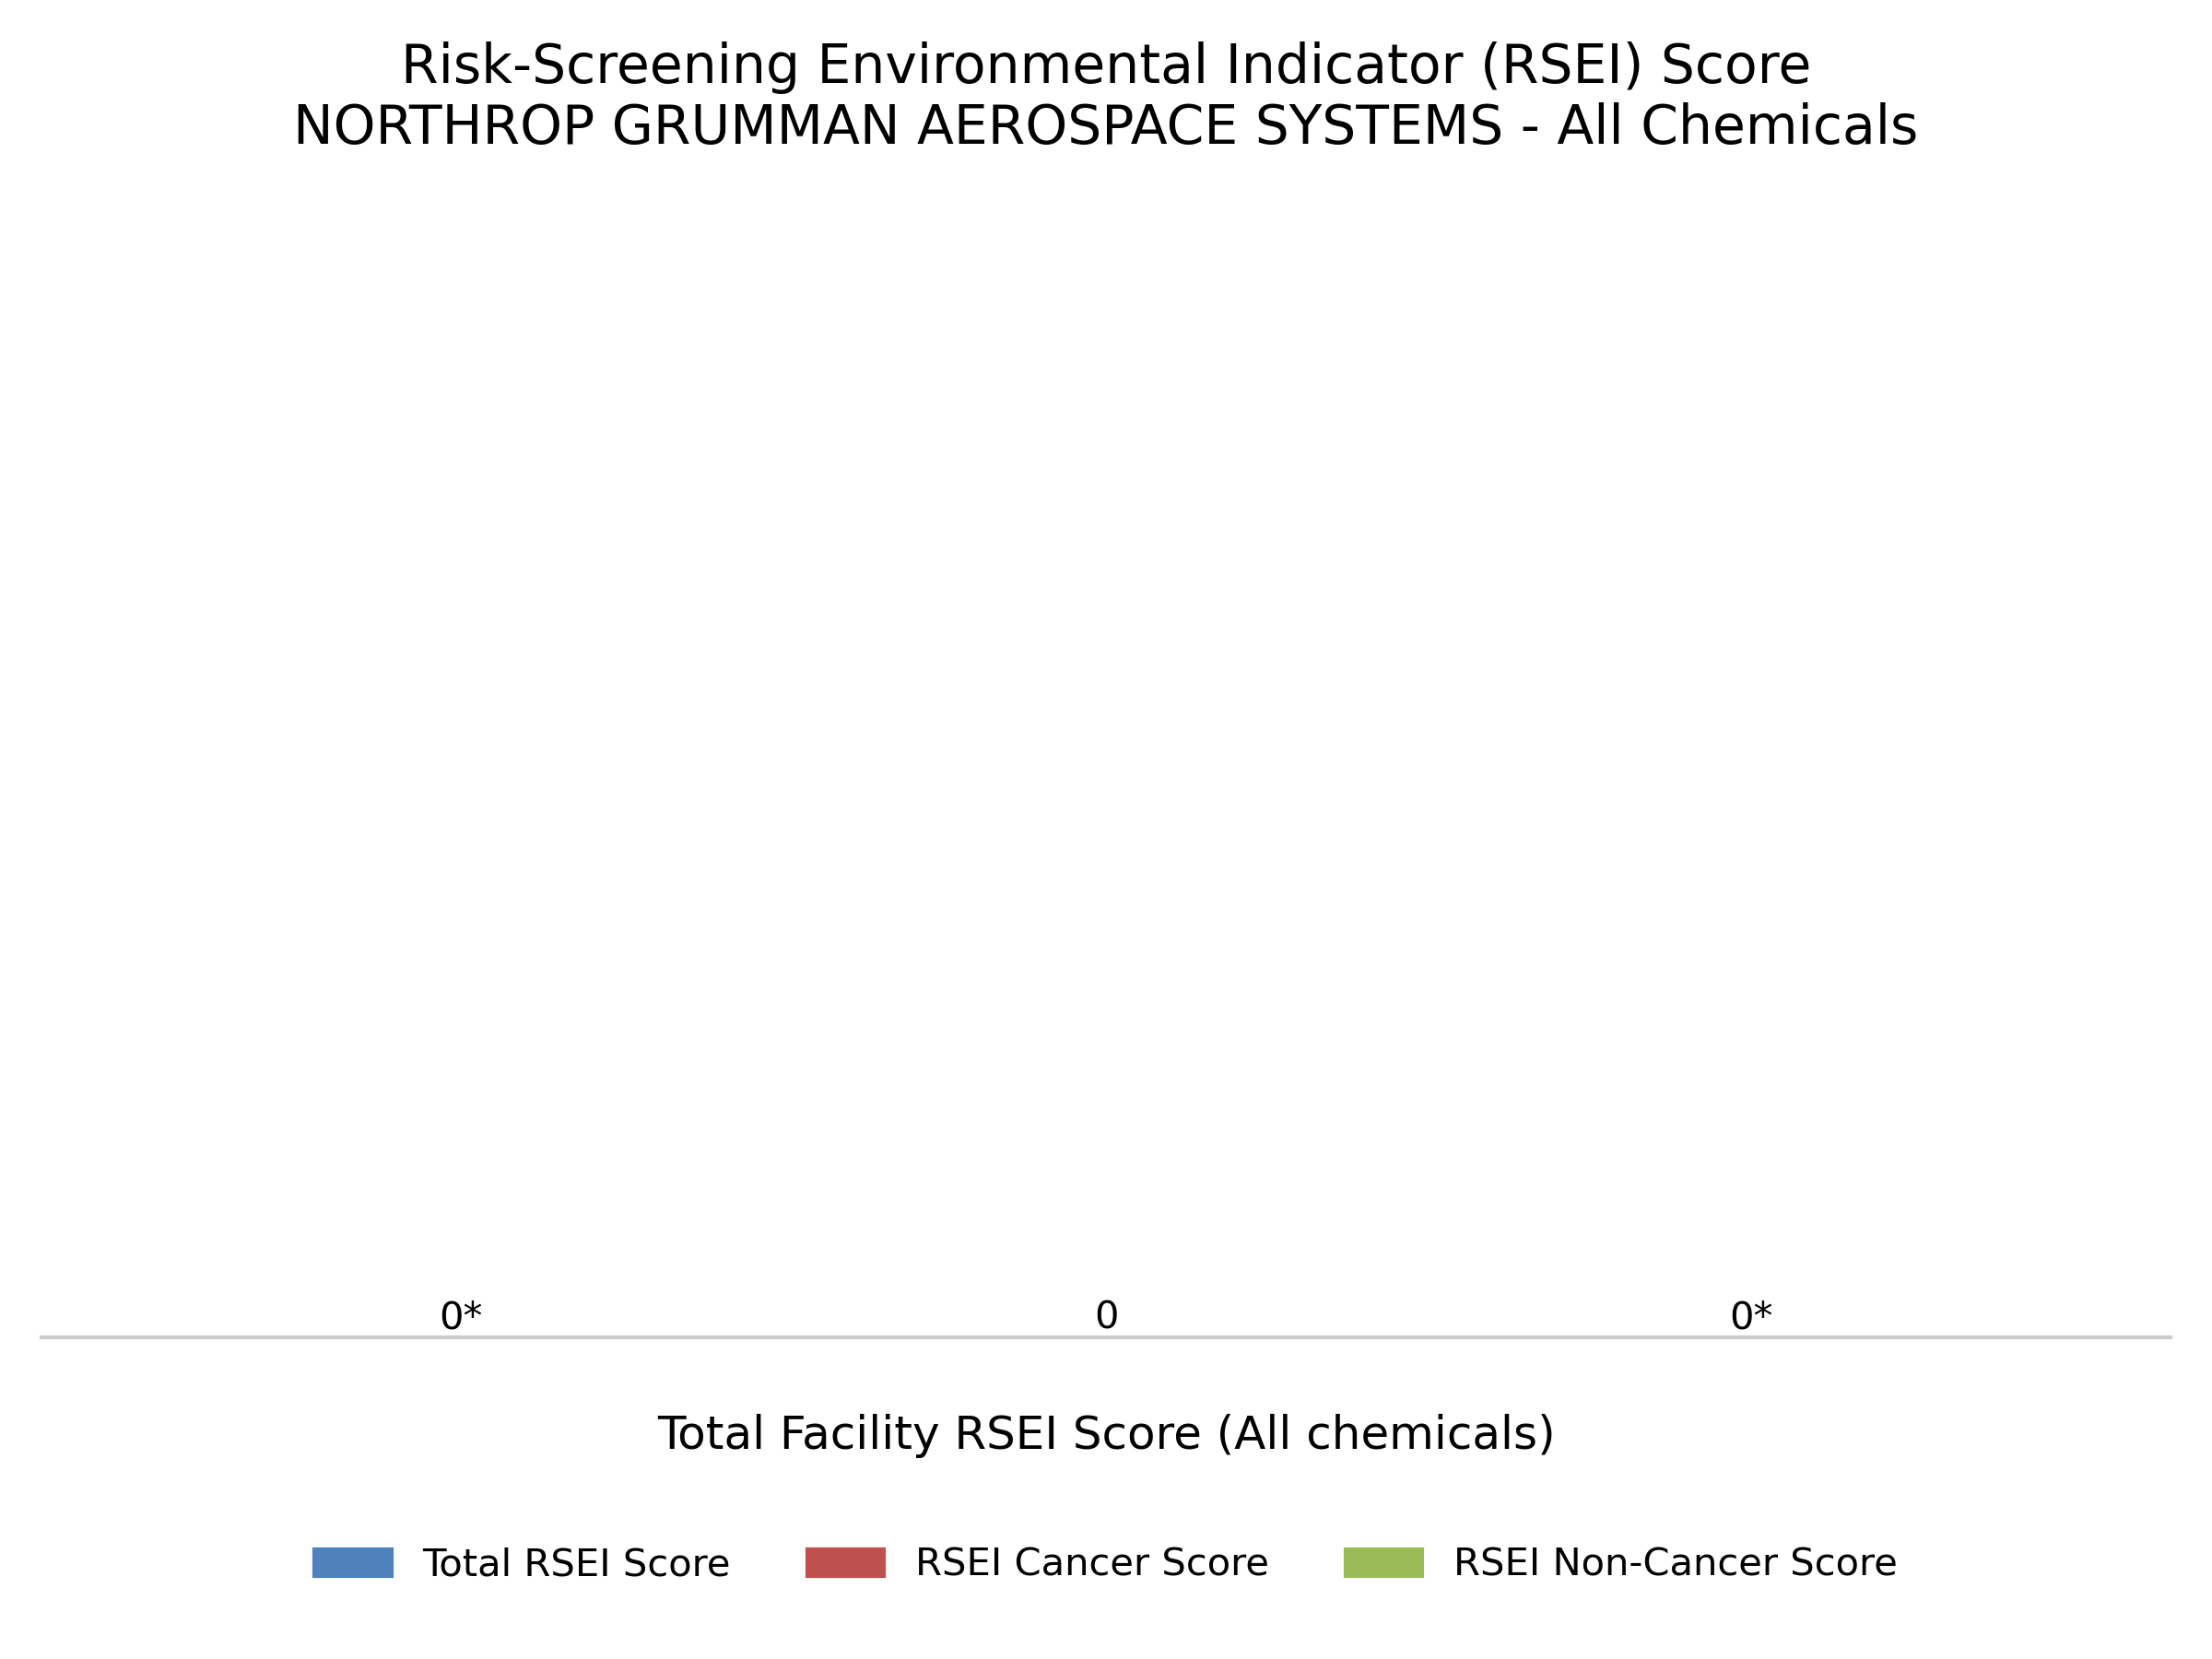 Risk-Screening Environmental Indicator (RSEI) Score
NORTHROP GRUMMAN AEROSPACE SYSTEMS - All Chemicals
0* 0 0*
Total Facility RSEI Score (All chemicals)
Total RSEI Score RSEI Cancer Score RSEI Non-Cancer Score